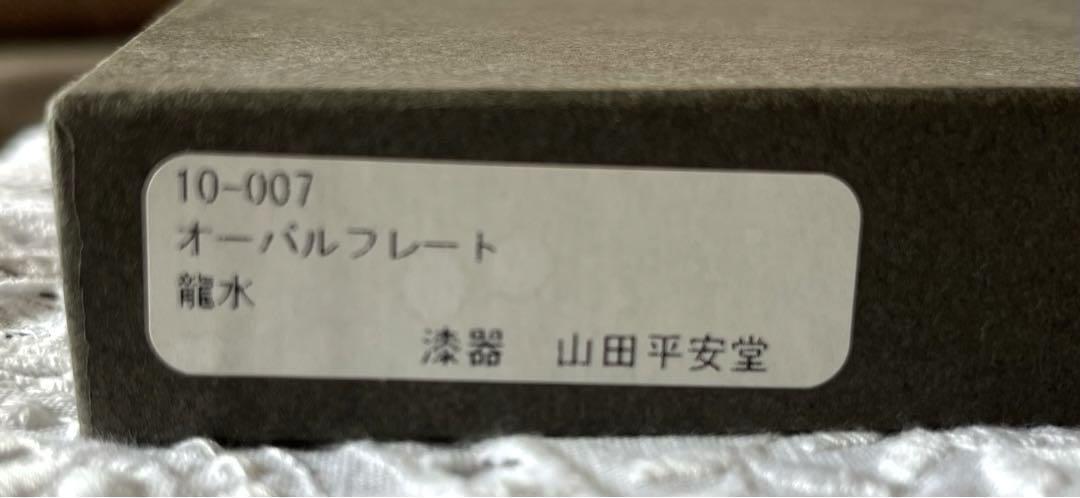 10-007
オーバルプレート
龍水
漆器　山田平安堂